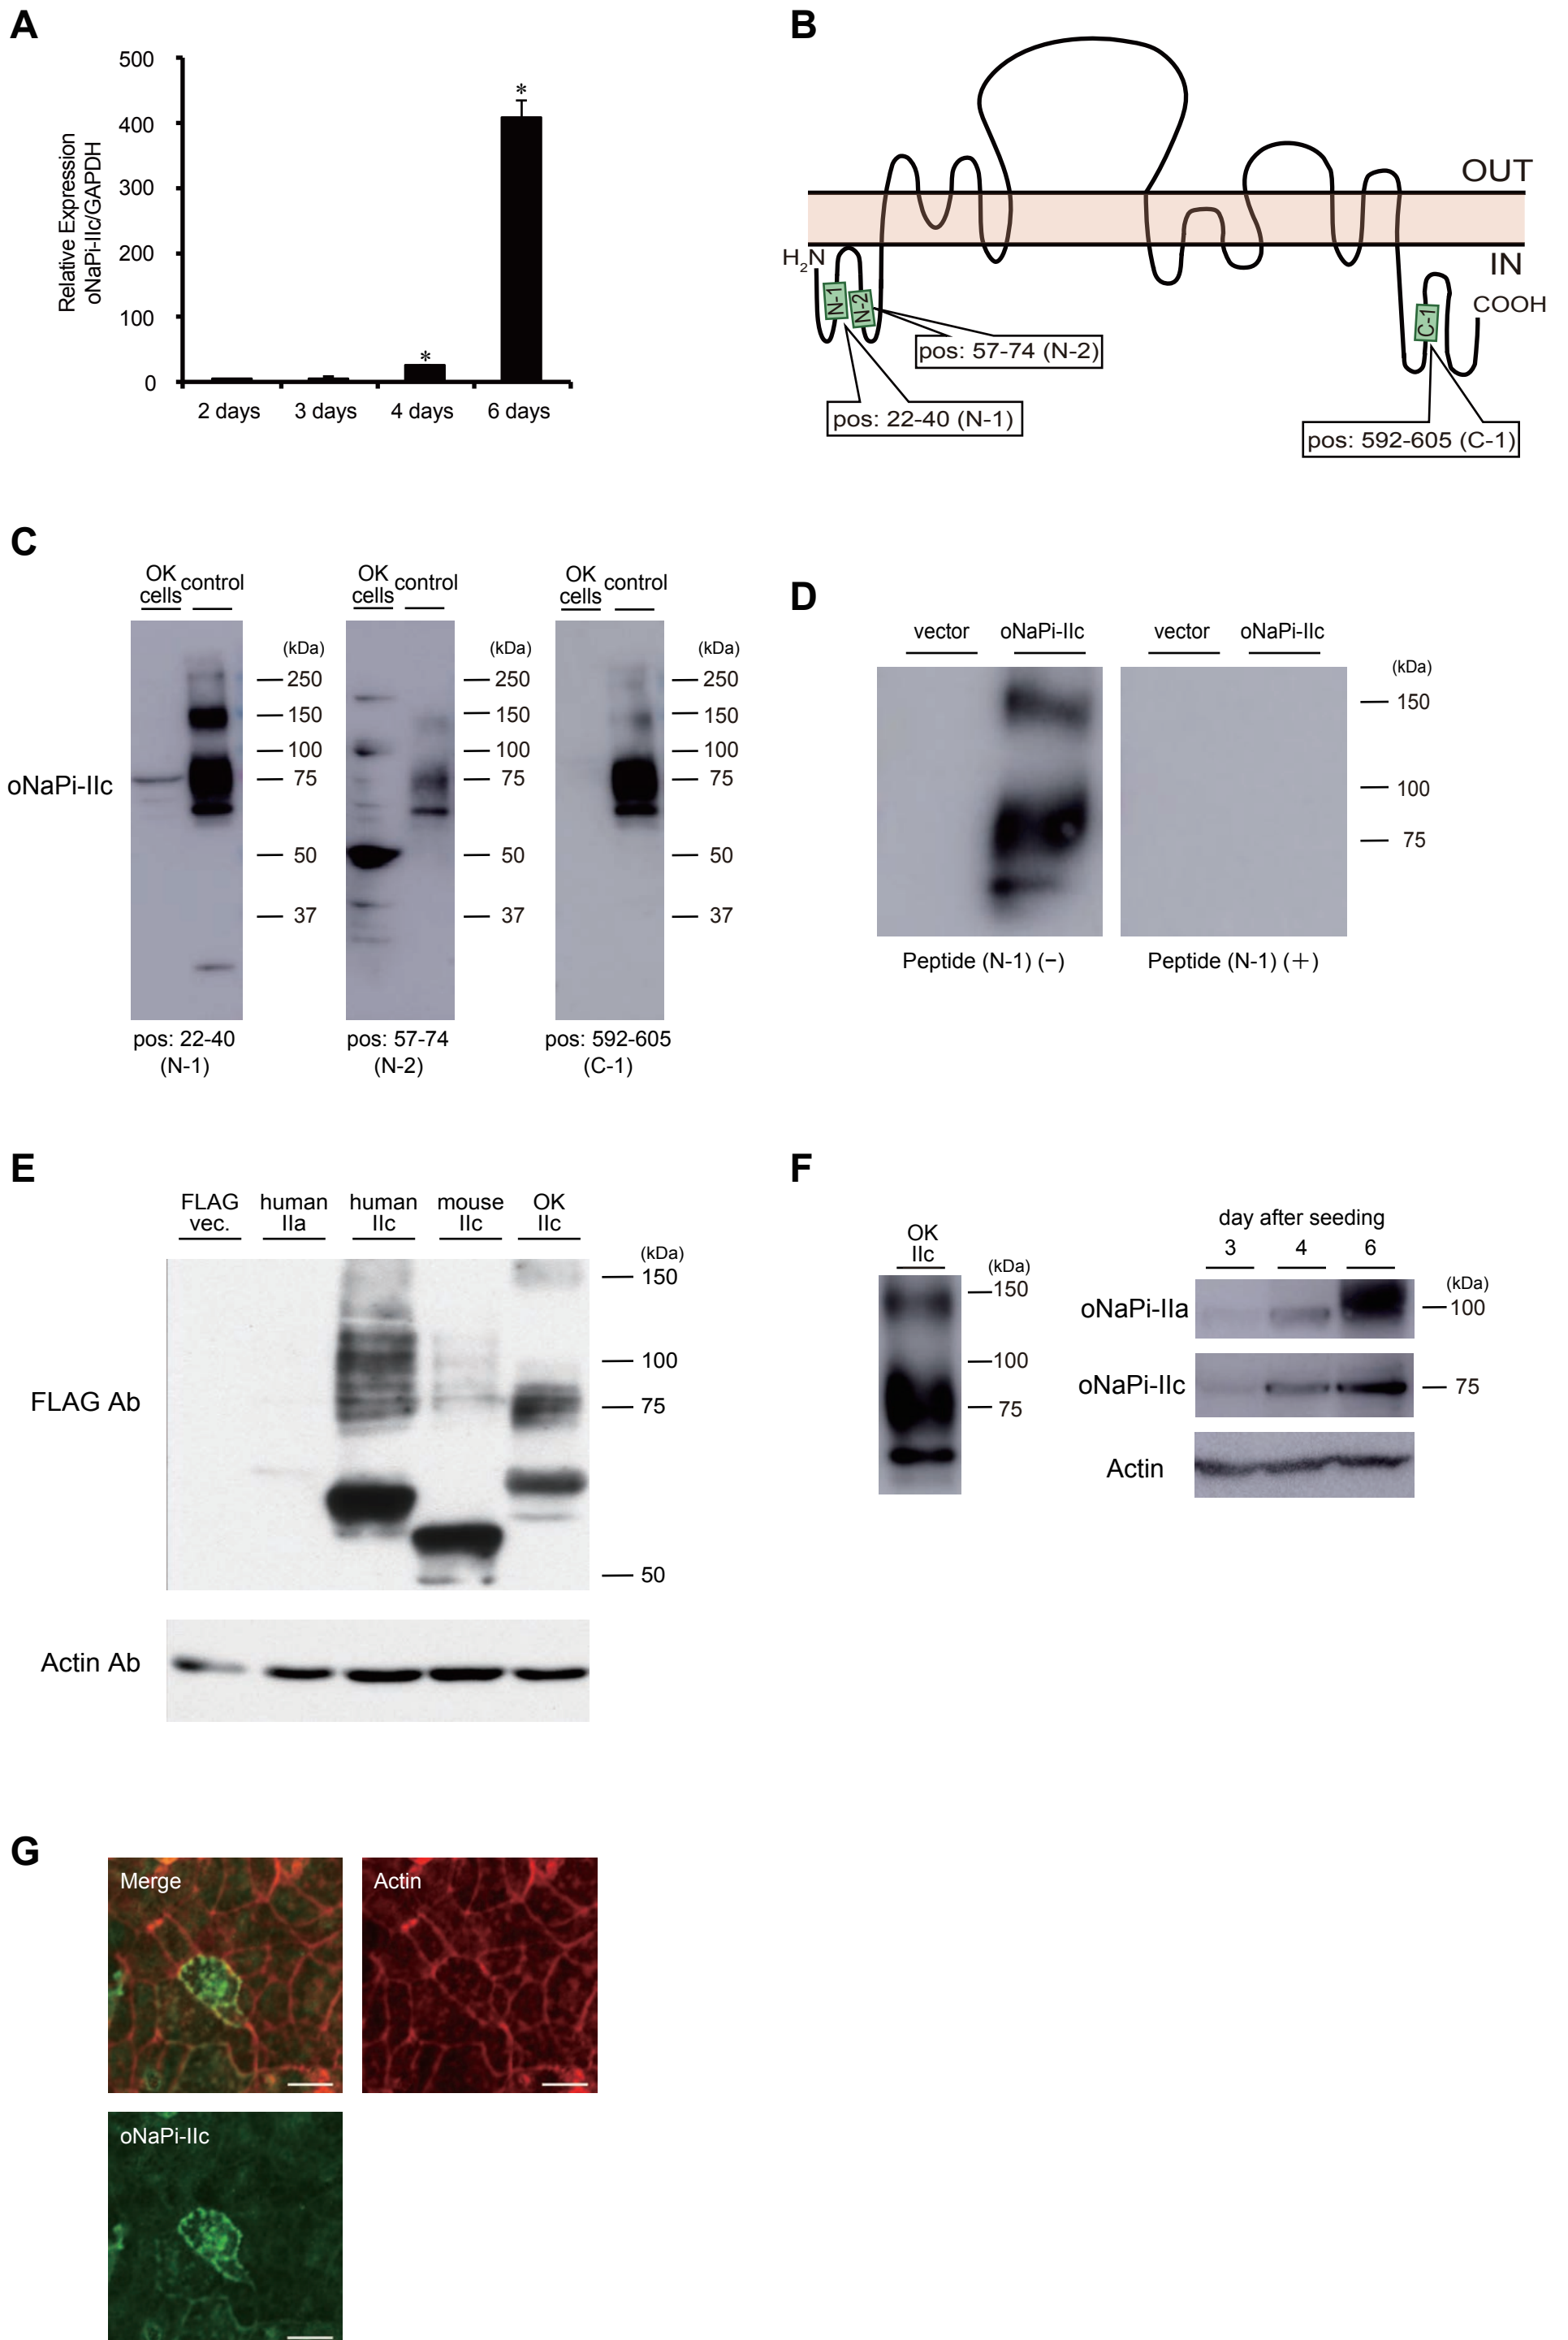 A
Relative Expression
oNaPi-IIc/GAPDH
500
400
300
200
100
0
*
*
2 days 3 days 4 days 6 days
B
OUT
IN
H2N
COOH
N-1
N-2
C-1
pos: 57-74 (N-2)
pos: 22-40 (N-1)
pos: 592-605 (C-1)
C
OK cells control
OK cells control
OK cells control
(kDa) (kDa) (kDa)
250 250 250
150 150 150
100 100 100
oNaPi-IIc
75 75 75
50 50 50
37 37 37
pos: 22-40 pos: 57-74 pos: 592-605
(N-1) (N-2) (C-1)
D
vector oNaPi-IIc vector oNaPi-IIc
(kDa)
150
100
75
Peptide (N-1) (−) Peptide (N-1) (+)
E
FLAG human human mouse OK
vec. IIa IIc IIc IIc
(kDa)
150
100
FLAG Ab
75
50
Actin Ab
F
OK
IIc
(kDa)
150
100
75
day after seeding
3 4 6
(kDa)
oNaPi-IIa
100
oNaPi-IIc
75
Actin
G
Merge
Actin
oNaPi-IIc